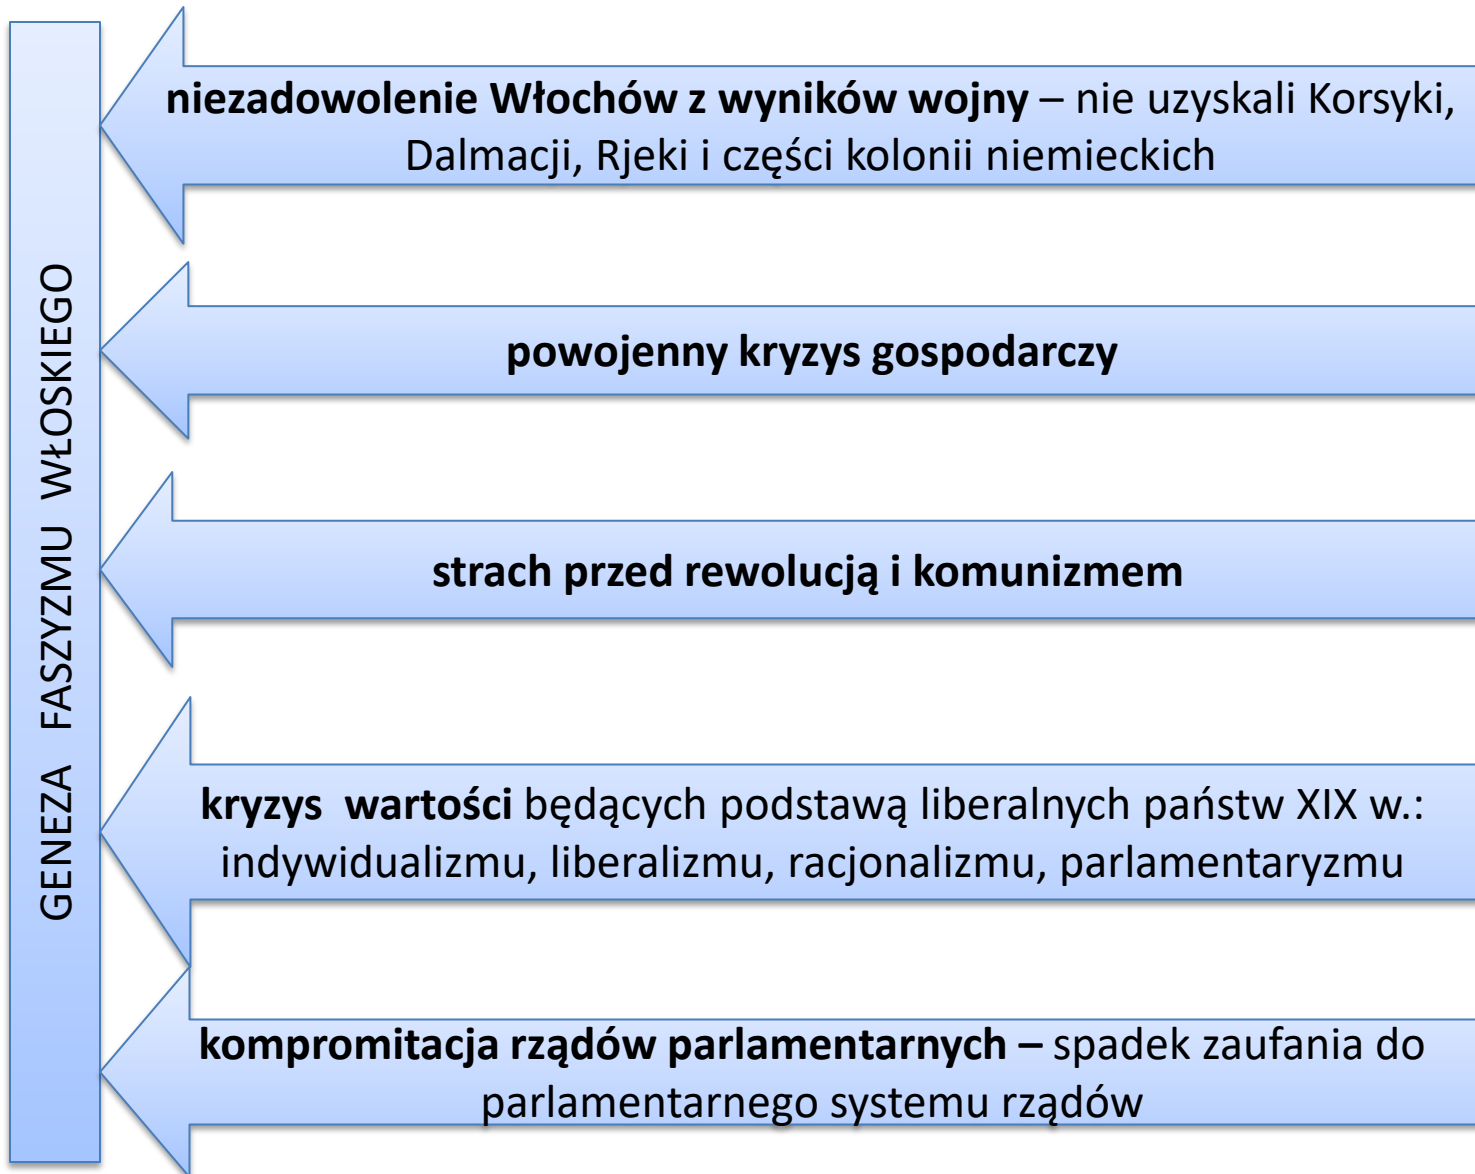 GENEZA FASZYZMU WŁOSKIEGO
niezadowolenie Włochów z wyników wojny – nie uzyskali Korsyki,
Dalmacji, Rjeki i części kolonii niemieckich
powojenny kryzys gospodarczy
strach przed rewolucją i komunizmem
kryzys wartości będących podstawą liberalnych państw XIX w.:
indywidualizmu, liberalizmu, racjonalizmu, parlamentaryzmu
kompromitacja rządów parlamentarnych – spadek zaufania do
parlamentarnego systemu rządów